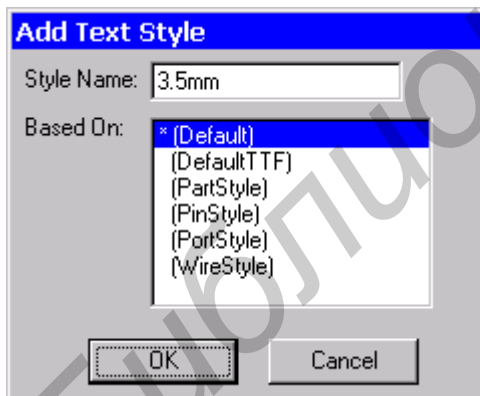 Add Text Style
Style Name: 3.5mm
Based On: * (Default)
(DefaultTTF)
(PartStyle)
(PinStyle)
(PortStyle)
(WireStyle)
OK Cancel